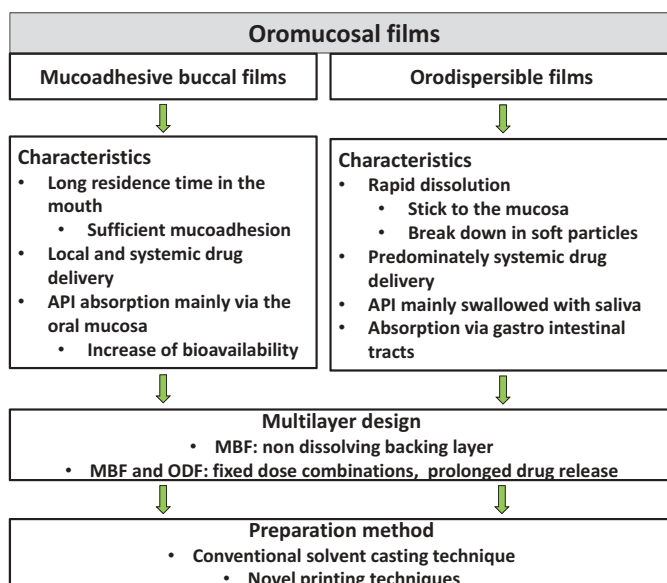 Oromucosal films
Mucoadhesive buccal films
Orodispersible films
Characteristics
• Long residence time in the
mouth
• Sufficient mucoadhesion
• Local and systemic drug
delivery
• API absorption mainly via the
oral mucosa
• Increase of bioavailability
Characteristics
• Rapid dissolution
• Stick to the mucosa
• Break down in soft particles
• Predominately systemic drug
delivery
• API mainly swallowed with saliva
• Absorption via gastro intestinal
tracts
Multilayer design
• MBF: non dissolving backing layer
• MBF and ODF: fixed dose combinations, prolonged drug release
Preparation method
• Conventional solvent casting technique
• Novel printing techniques